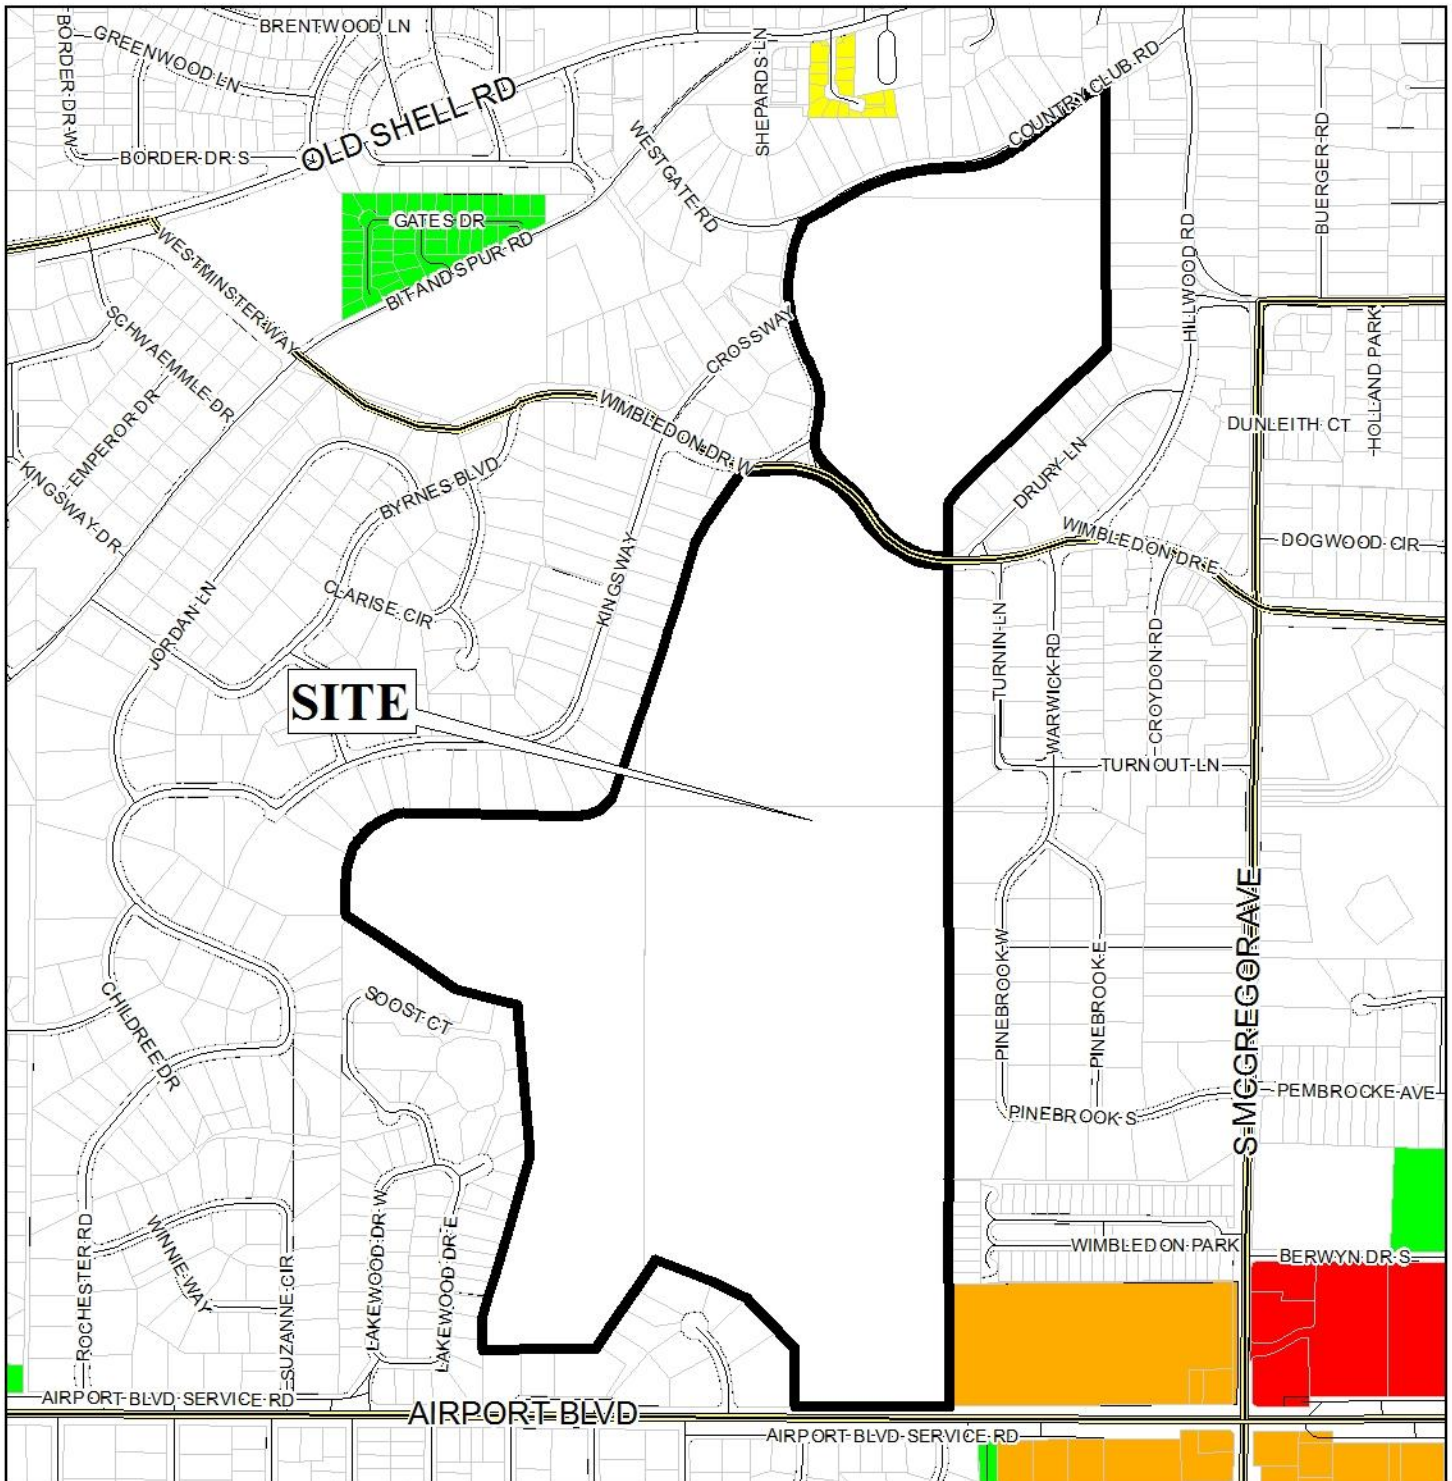 BRENTWOOD LN
BORDER DR W
GREENWOOD LN
SHEPARDS LN
COUNTRY CLUB RD
OLD SHELL RD
BORDER DR S
WESTGATE RD
BUERGER RD
GATES DR
BIT AND SPUR RD
WESTMINSTER WAY
HILLWOOD RD
SCHWAEMMLE DR
CROSSWAY
HOLLAND PARK
EMPEROR DR
WIMBLEDON DR W
DUNLEITH CT
KINGSWAY DR
BYRNES BLVD
DRURY LN
WIMBLEDON DR E
DOGWOOD CIR
JORDAN LN
CLARISE CIR
KINGSWAY
TURNIN LN
WARWICK RD
CROYDON RD
SITE
TURNOUT LN
S MCGREGOR AVE
PINEBROOK W
PINEBROOK E
CHILDREE DR
SOOST CT
PEMBROCKE AVE
PINEBROOK S
ROCHESTER RD
WINNIE WAY
SUZANNE CIR
LAKEWOOD DR W
LAKEWOOD DR E
WIMBLEDON PARK
BERWYN DR S
AIRPORT BLVD SERVICE RD
AIRPORT BLVD
AIRPORT BLVD SERVICE RD